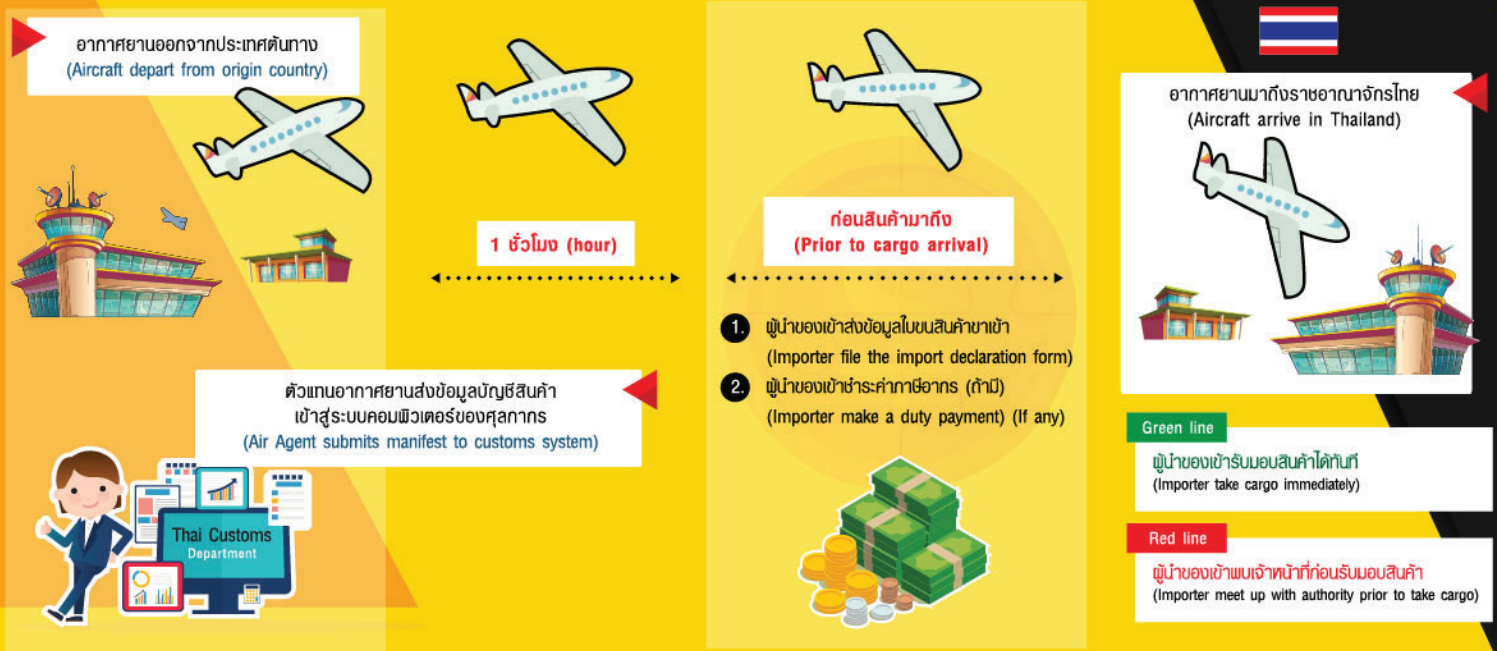 อากาศยานออกจากประเทศต้นทาง
(Aircraft depart from origin country)
1 ชั่วโมง (hour)
ตัวแทนอากาศยานส่งข้อมูลบัญชีสินค้า
เข้าสู่ระบบคอมพิวเตอร์ของศุลกากร
(Air Agent submits manifest to customs system)
Thai Customs
Department
ก่อนสินค้ามาถึง
(Prior to cargo arrival)
1. ผู้นำของเข้าส่งข้อมูลใบขนสินค้าขาเข้า
(Importer file the import declaration form)
2. ผู้นำของเข้าชำระค่าภาษีอากร (ถ้ามี)
(Importer make a duty payment) (If any)
อากาศยานมาถึงราชอาณาจักรไทย
(Aircraft arrive in Thailand)
Green line
ผู้นำของเข้ารับมอบสินค้าได้ทันที
(Importer take cargo immediately)
Red line
ผู้นำของเข้าพบเจ้าหน้าที่ก่อนรับมอบสินค้า
(Importer meet up with authority prior to take cargo)